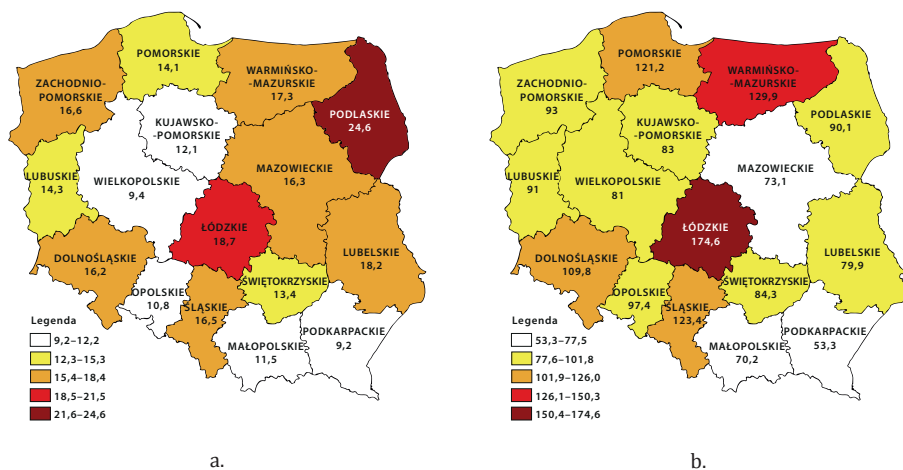 POMORSKIE
14,1
ZACHODNIO-
-POMORSKIE
16,6
WARMIŃSKO-
-MAZURSKIE
17,3
PODLASKIE
24,6
KUJAWSKO-
-POMORSKIE
12,1
MAZOWIECKIE
16,3
LUBUSKIE
14,3
WIELKOPOLSKIE
9,4
ŁÓDZKIE
18,7
LUBELSKIE
18,2
DOLNOŚLĄSKIE
16,2
OPOLSKIE
10,8
ŚLĄSKIE
16,5
ŚWIĘTOKRZYSKIE
13,4
MAŁOPOLSKIE
11,5
PODKARPACKIE
9,2
Legenda
9,2–12,2
12,3–15,3
15,4–18,4
18,5–21,5
21,6–24,6
a.
POMORSKIE
121,2
ZACHODNIO-
-POMORSKIE
93
WARMIŃSKO-
-MAZURSKIE
129,9
PODLASKIE
90,1
KUJAWSKO-
-POMORSKIE
83
MAZOWIECKIE
73,1
LUBUSKIE
91
WIELKOPOLSKIE
81
ŁÓDZKIE
174,6
LUBELSKIE
79,9
DOLNOŚLĄSKIE
109,8
OPOLSKIE
97,4
ŚLĄSKIE
123,4
ŚWIĘTOKRZYSKIE
84,3
MAŁOPOLSKIE
70,2
PODKARPACKIE
53,3
Legenda
53,3–77,5
77,6–101,8
101,9–126,0
126,1–150,3
150,4–174,6
b.